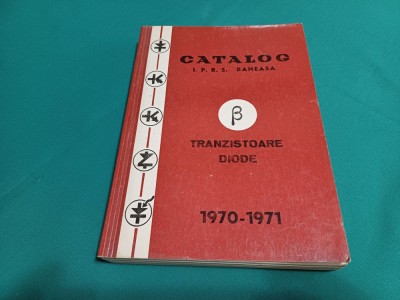 CATALOG
I. P. R. S. BANEASA
β
TRANZISTOARE
DIODE
1970-1971